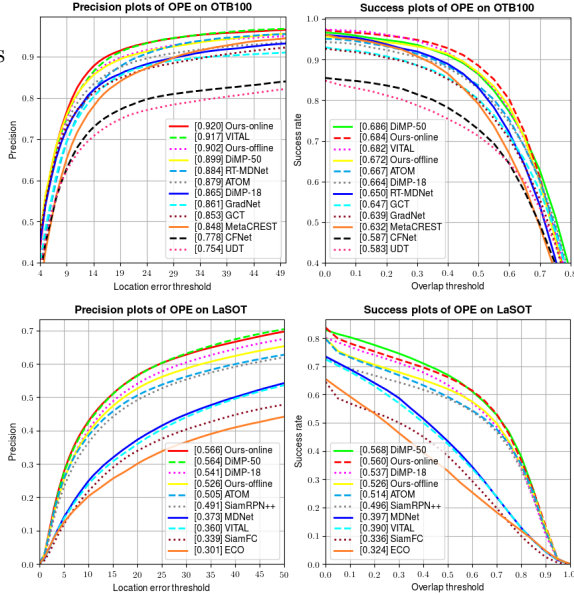 Precision plots of OPE on OTB100
Precision
0.9
0.8
0.7
0.6
0.5
0.4
[0.920] Ours-online
[0.917] VITAL
[0.902] Ours-offline
[0.899] DiMP-50
[0.884] RT-MDNet
[0.879] ATOM
[0.865] DiMP-18
[0.861] GradNet
[0.853] GCT
[0.848] MetaCREST
[0.778] CFNet
[0.754] UDT
4 9 14 19 24 29 34 39 44 49
Location error threshold
Success plots of OPE on OTB100
Success rate
1.0
0.9
0.8
0.7
0.6
0.5
0.4
[0.686] DiMP-50
[0.684] Ours-online
[0.682] VITAL
[0.672] Ours-offline
[0.667] ATOM
[0.664] DiMP-18
[0.650] RT-MDNet
[0.647] GCT
[0.639] GradNet
[0.632] MetaCREST
[0.587] CFNet
[0.583] UDT
0.0 0.1 0.2 0.3 0.4 0.5 0.6 0.7 0.8
Overlap threshold
Precision plots of OPE on LaSOT
Precision
0.7
0.6
0.5
0.4
0.3
0.2
0.1
0.0
[0.566] Ours-online
[0.564] DiMP-50
[0.541] DiMP-18
[0.526] Ours-offline
[0.505] ATOM
[0.491] SiamRPN++
[0.373] MDNet
[0.360] VITAL
[0.339] SiamFC
[0.301] ECO
0 5 10 15 20 25 30 35 40 45 50
Location error threshold
Success plots of OPE on LaSOT
Success rate
0.8
0.7
0.6
0.5
0.4
0.3
0.2
0.1
0.0
[0.568] DiMP-50
[0.560] Ours-online
[0.537] DiMP-18
[0.526] Ours-offline
[0.514] ATOM
[0.496] SiamRPN++
[0.397] MDNet
[0.390] VITAL
[0.336] SiamFC
[0.324] ECO
0.0 0.1 0.2 0.3 0.4 0.5 0.6 0.7 0.8 0.9 1.0
Overlap threshold